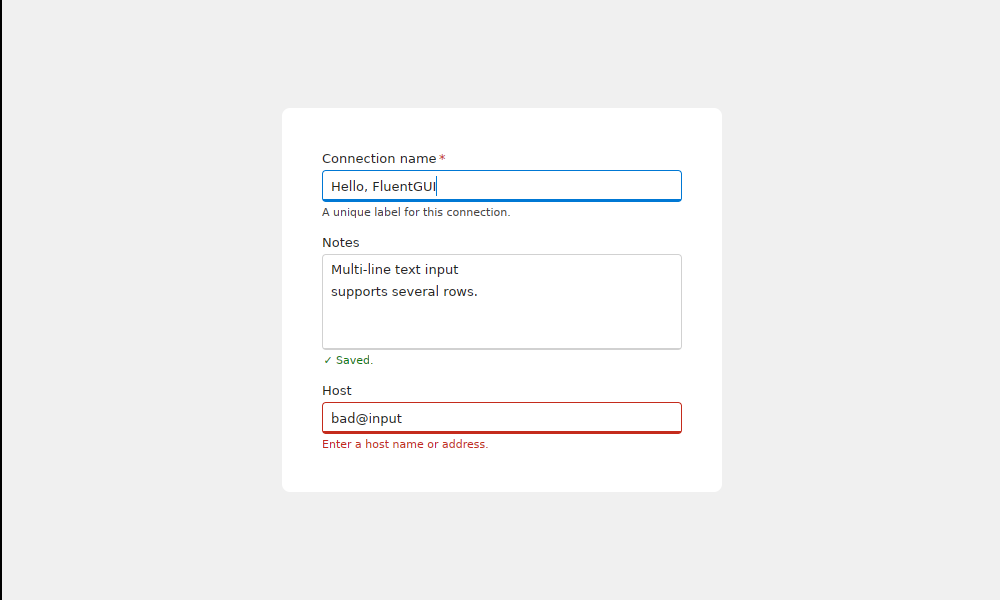 Connection name *
Hello, FluentGUI
A unique label for this connection.
Notes
Multi-line text input
supports several rows.
✓ Saved.
Host
bad@input
Enter a host name or address.